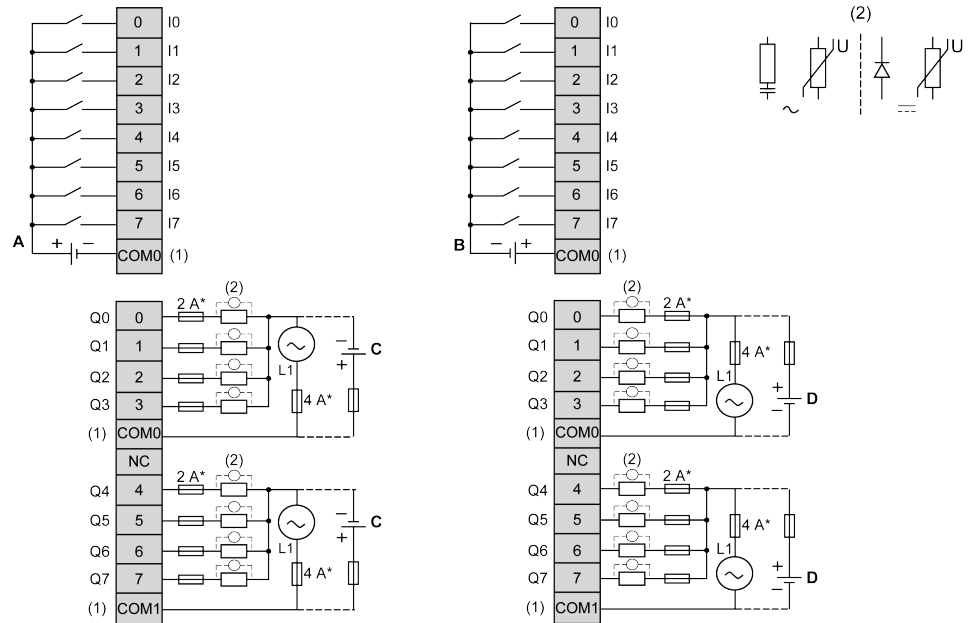 0 I0
1 I1
2 I2
3 I3
4 I4
5 I5
6 I6
7 I7
A + − COM0 (1)
0 I0
1 I1
2 I2
3 I3
4 I4
5 I5
6 I6
7 I7
B − + COM0 (1)
(2)
U U
(2)
Q0 0 2 A*
Q1 1 − C
Q2 2 L1 +
Q3 3 4 A*
(1) COM0
NC (2)
Q4 4 2 A*
Q5 5 − C
Q6 6 L1 +
Q7 7 4 A*
(1) COM1
(2)
Q0 0 2 A*
Q1 1 4 A*
Q2 2 L1 +
Q3 3 − D
(1) COM0
NC (2)
Q4 4 2 A*
Q5 5 4 A*
Q6 6 L1 +
Q7 7 − D
(1) COM1